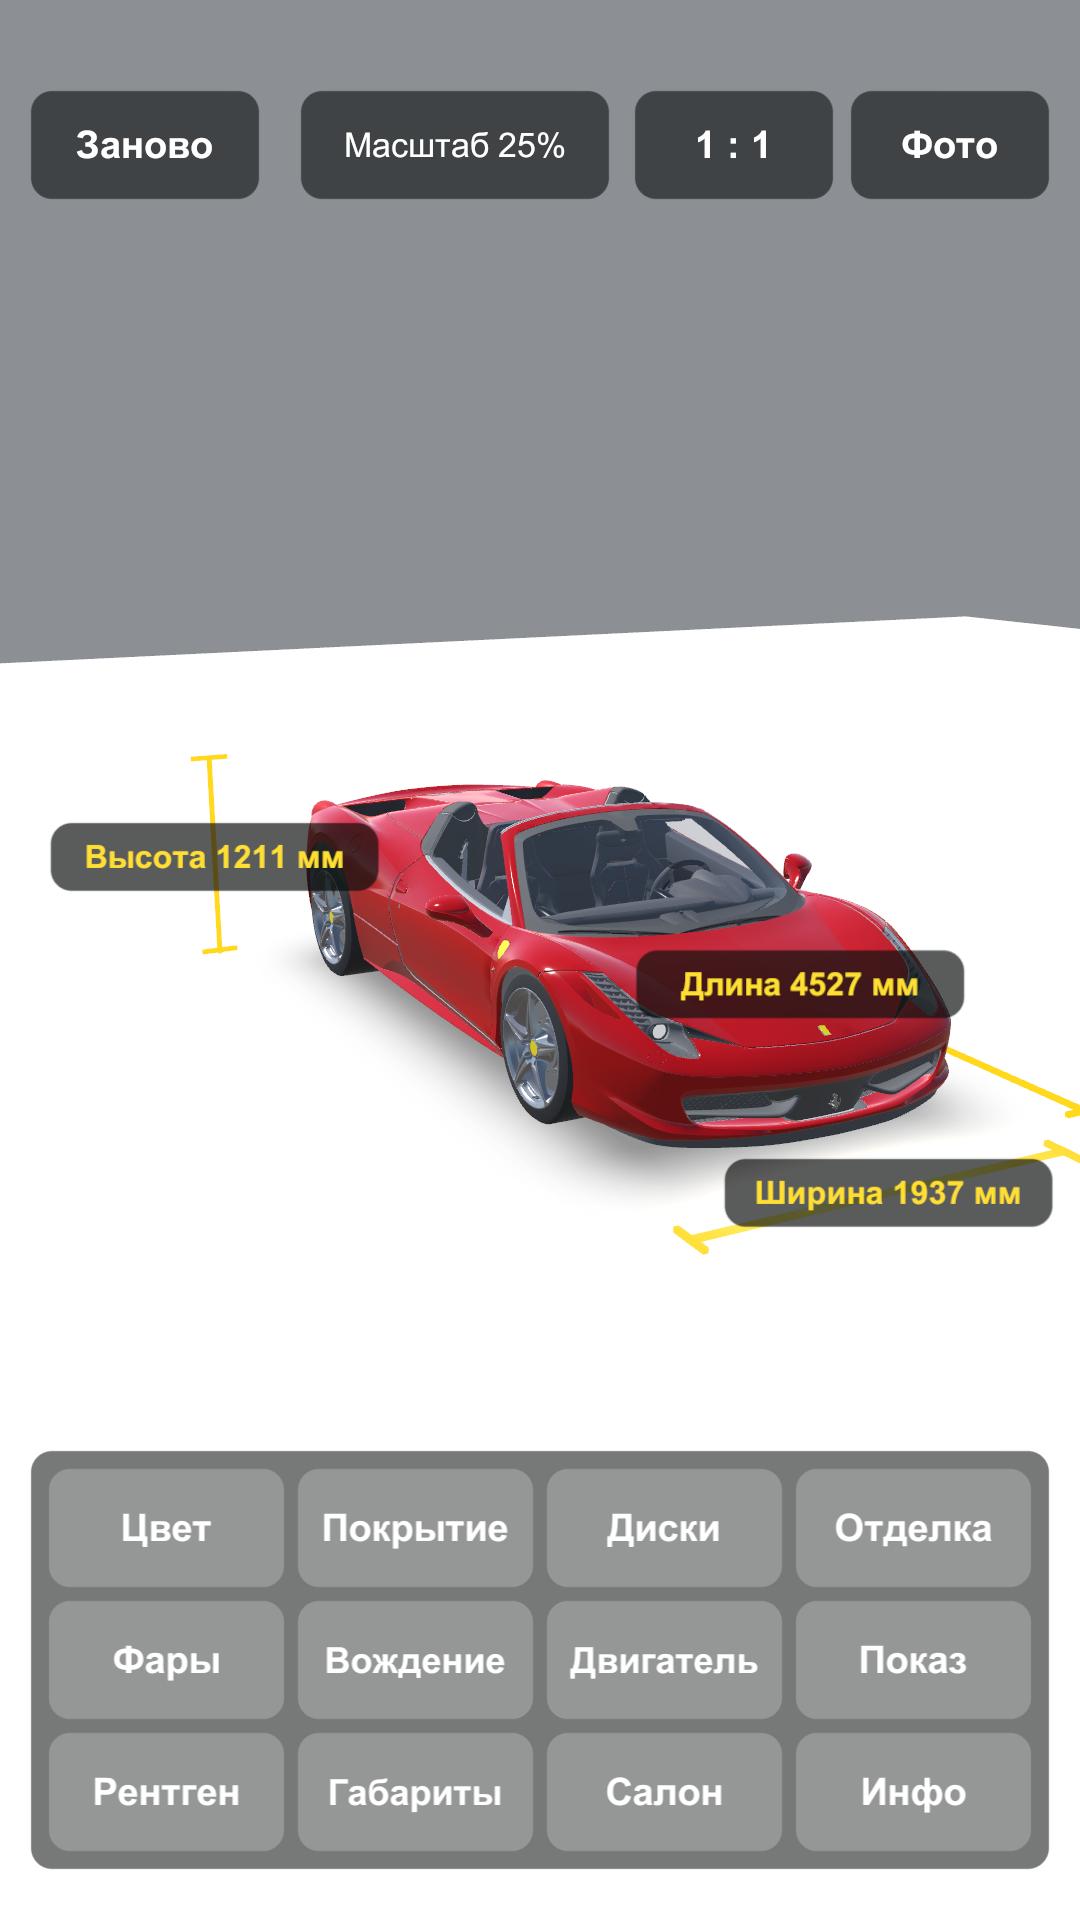 Заново
Масштаб 25%
1 : 1
Фото
Высота 1211 мм
Длина 4527 мм
Ширина 1937 мм
Цвет
Покрытие
Диски
Отделка
Фары
Вождение
Двигатель
Показ
Рентген
Габариты
Салон
Инфо